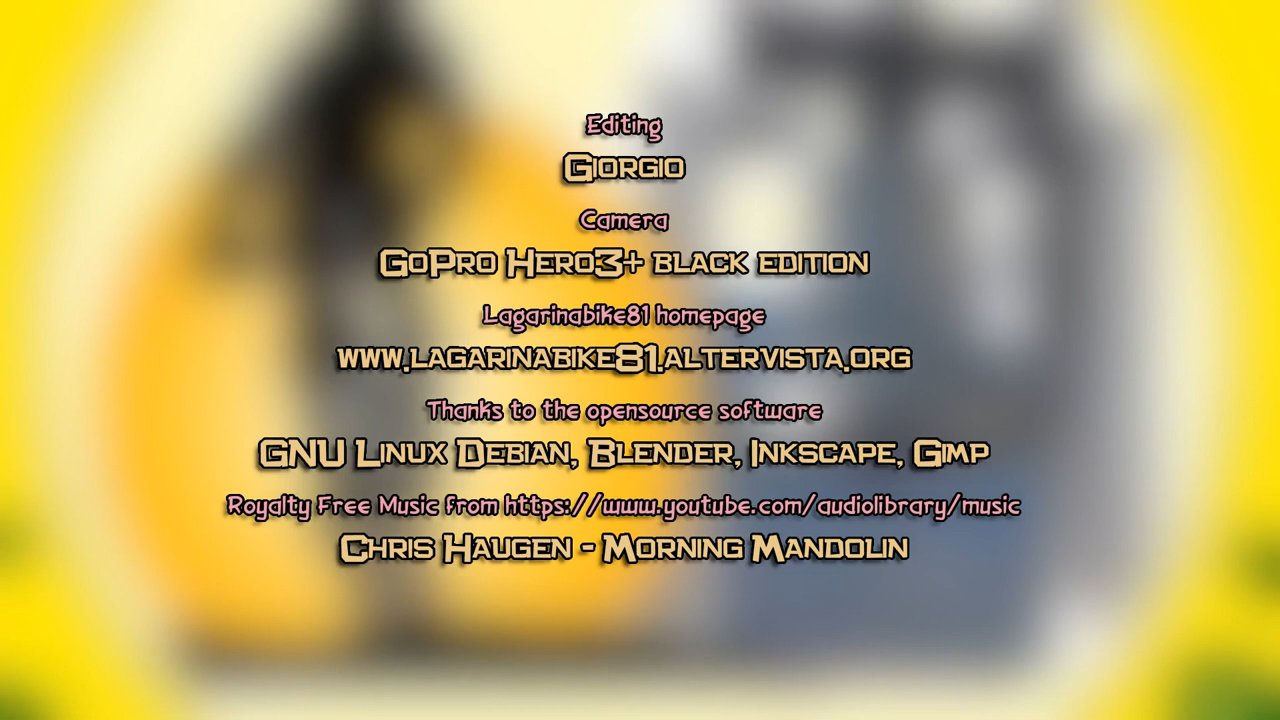 Editing
Giorgio
Camera
GoPro Hero3+ black edition
Lagarinabike81 homepage
www.lagarinabike81.altervista.org
Thanks to the opensource software
GNU Linux Debian, Blender, Inkscape, Gimp
Royalty Free Music from https://www.youtube.com/audiolibrary/music
Chris Haugen - Morning Mandolin